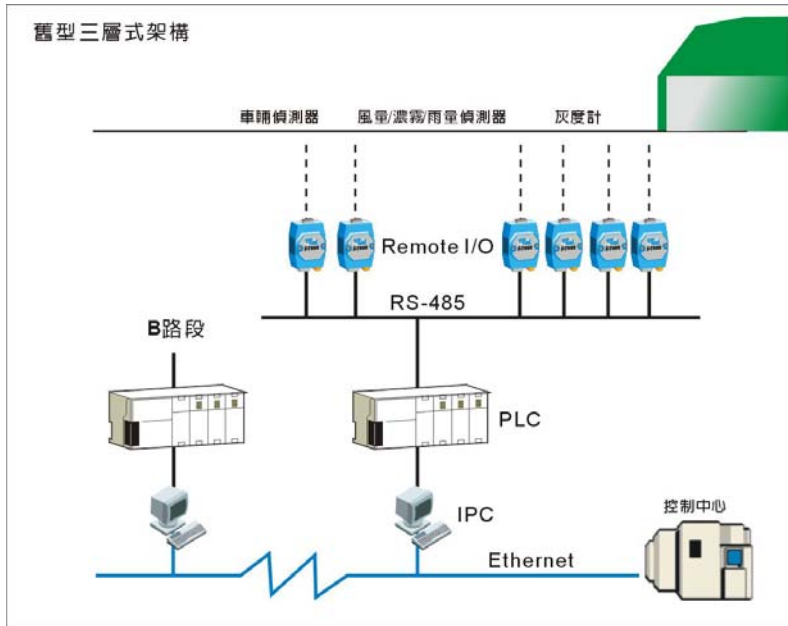 舊型三層式架構
車輛偵測器
風量/濃霧/雨量偵測器
灰度計
Remote I/O
RS-485
B路段
PLC
IPC
控制中心
Ethernet